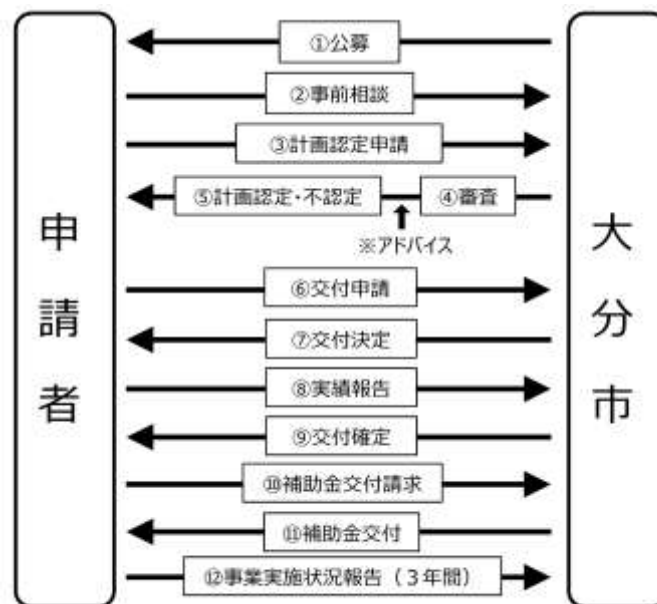 申請者
①公募
②事前相談
③計画認定申請
⑤計画認定・不認定
④審査
※アドバイス
⑥交付申請
⑦交付決定
⑧実績報告
⑨交付確定
⑩補助金交付請求
⑪補助金交付
⑫事業実施状況報告（３年間）
大分市